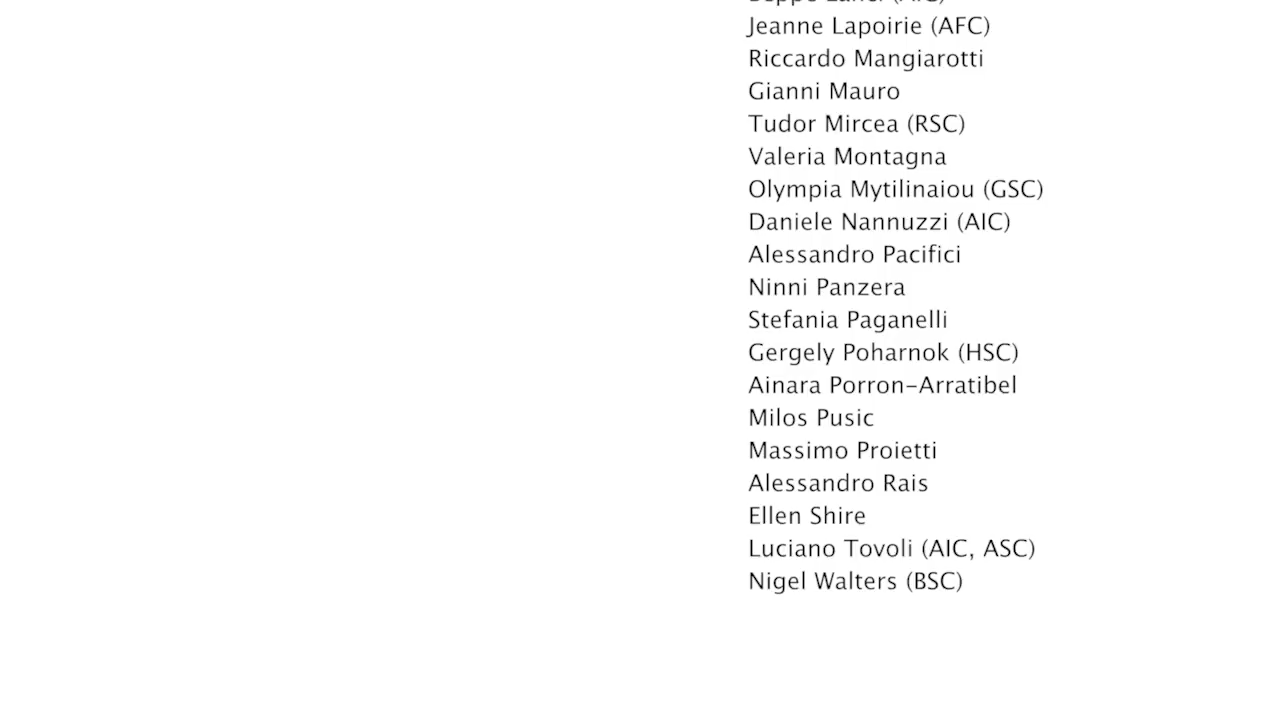 Jeanne Lapoirie (AFC)
Riccardo Mangiarotti
Gianni Mauro
Tudor Mircea (RSC)
Valeria Montagna
Olympia Mytilinaiou (GSC)
Daniele Nannuzzi (AIC)
Alessandro Pacifici
Ninni Panzera
Stefania Paganelli
Gergely Poharnok (HSC)
Ainara Porron-Arratibel
Milos Pusic
Massimo Proietti
Alessandro Rais
Ellen Shire
Luciano Tovoli (AIC, ASC)
Nigel Walters (BSC)